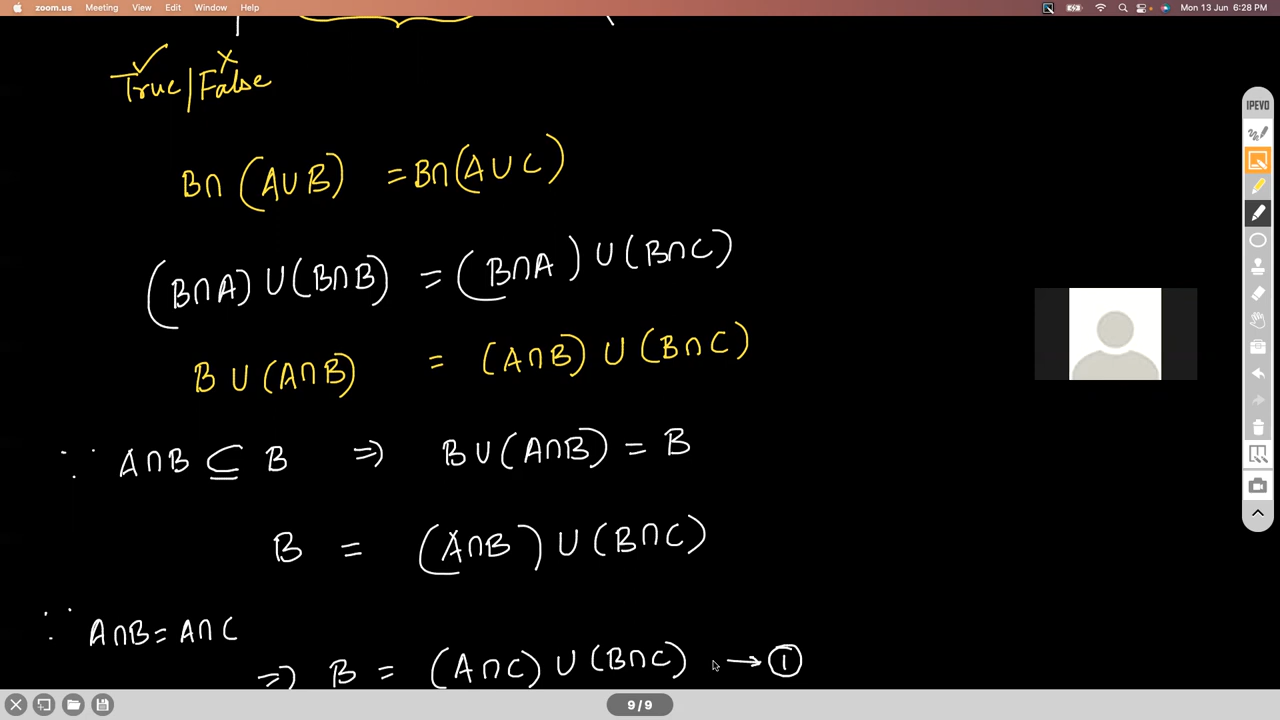 zoom.us Meeting View Edit Window Help Mon 13 Jun 6:28 PM
True/False
IPEVO
B∩(A∪B) = B∩(A∪C)
(B∩A)∪(B∩B) = (B∩A)∪(B∩C)
B∪(A∩B) = (A∩B)∪(B∩C)
∵ A∩B ⊆ B ⇒ B∪(A∩B) = B
B = (A∩B)∪(B∩C)
∵ A∩B = A∩C
⇒ B = (A∩C)∪(B∩C) → ①
9/9